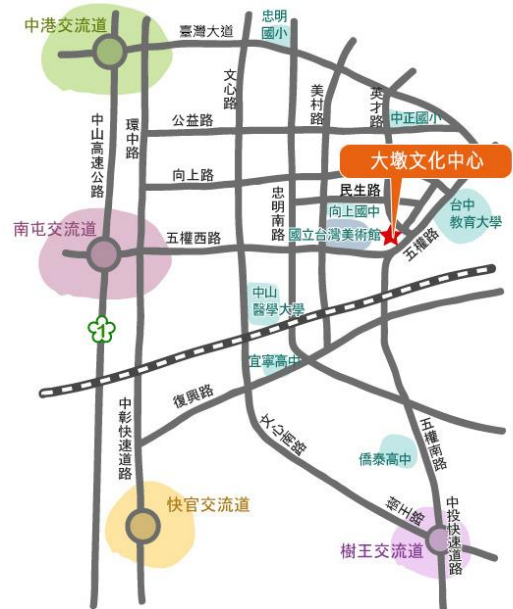 忠明
國小
中港交流道
臺灣大道
文心路
美村路
英才路
中正國小
中山高速公路
環中路
公益路
大墩文化中心
向上路
忠明南路
民生路
向上國中
台中
教育大學
南屯交流道
五權西路
國立台灣美術館
五權路
中山
醫學大學
1
宜寧高中
復興路
中彰快速道路
文心南路
五權南路
僑泰高中
快官交流道
樹王路
中投快速道路
樹王交流道